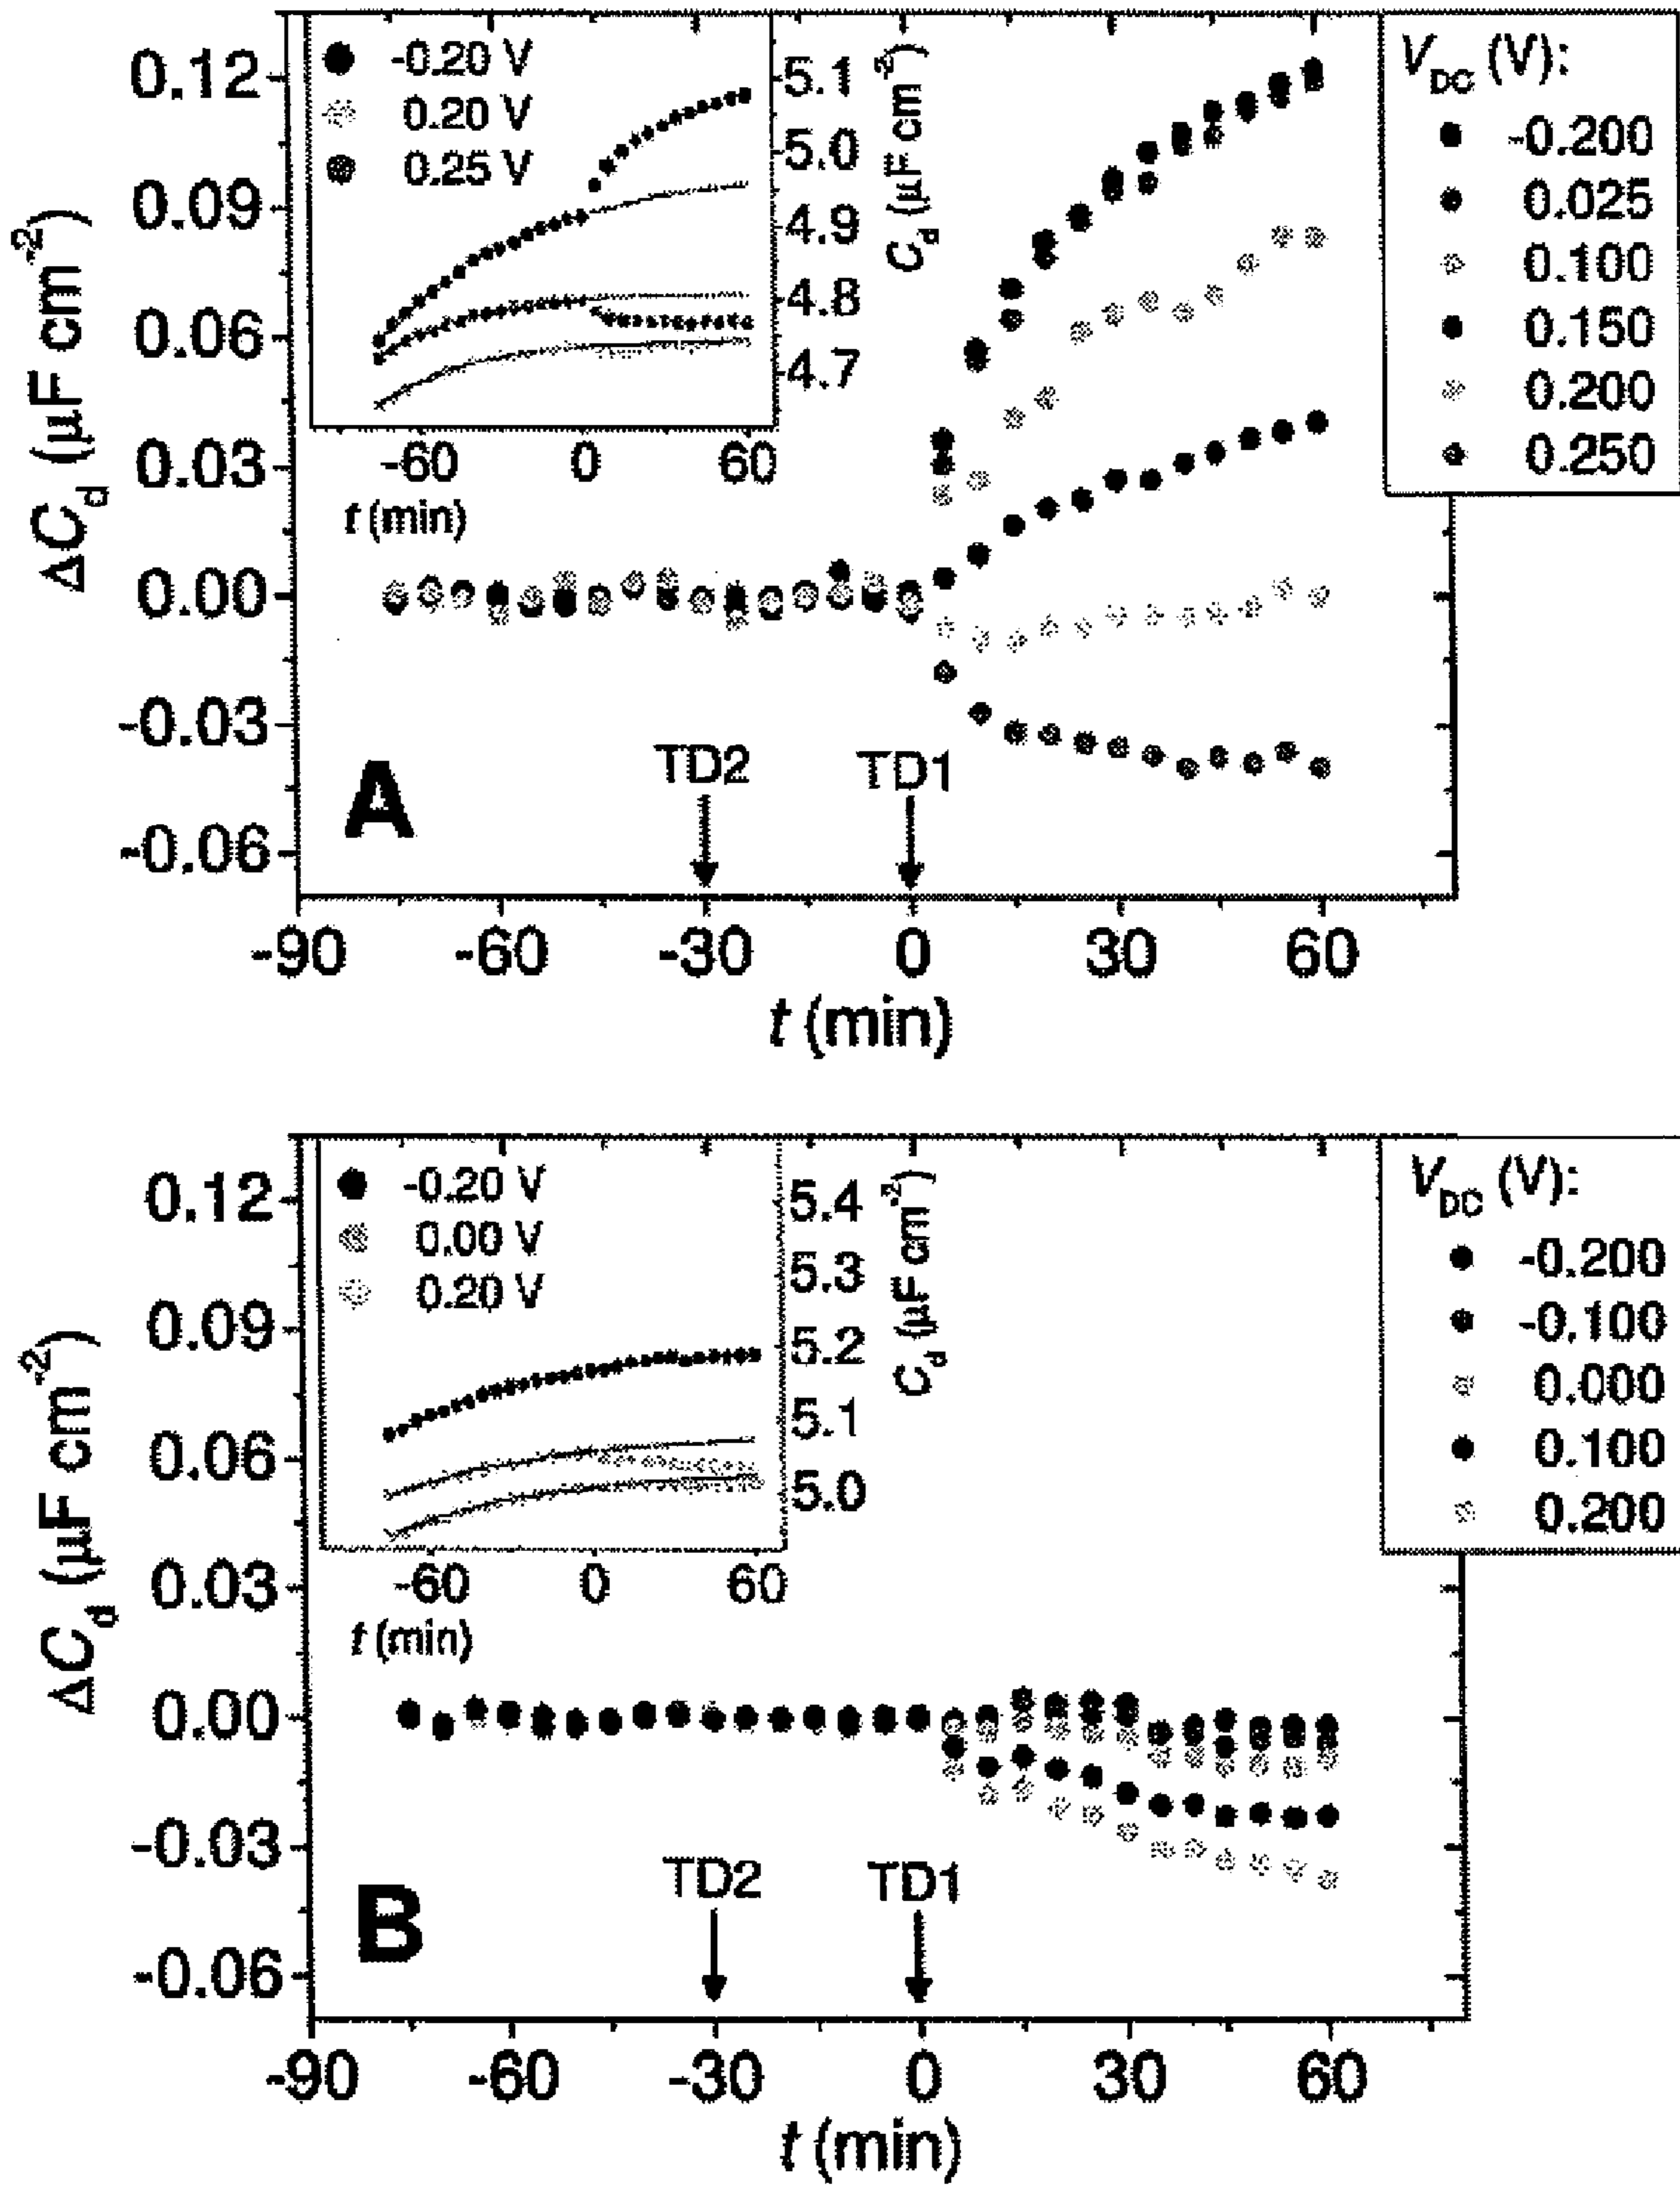 -0.20 V
0.20 V
0.25 V
5.1
5.0
4.9
4.8
4.7
C_d (µF cm^-2)
-60 0 60
t (min)
V_DC (V):
-0.200
0.025
0.100
0.150
0.200
0.250
0.12
0.09
0.06
0.03
0.00
-0.03
-0.06
ΔC_d (µF cm^-2)
A
TD2
TD1
-90 -60 -30 0 30 60
t (min)
-0.20 V
0.00 V
0.20 V
5.4
5.3
5.2
5.1
5.0
C_d (µF cm^-2)
-60 0 60
t (min)
V_DC (V):
-0.200
-0.100
0.000
0.100
0.200
0.12
0.09
0.06
0.03
0.00
-0.03
-0.06
ΔC_d (µF cm^-2)
B
TD2
TD1
-90 -60 -30 0 30 60
t (min)